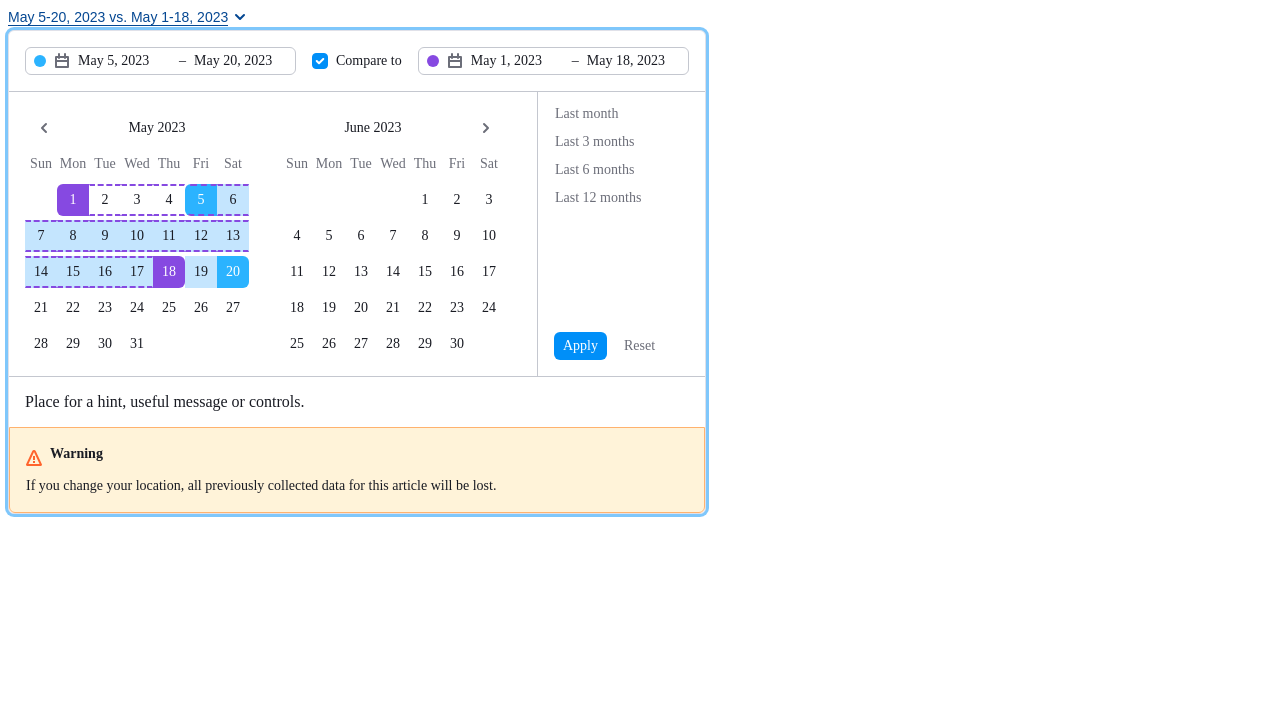 May 5-20, 2023 vs. May 1-18, 2023
May 5, 2023 – May 20, 2023 Compare to May 1, 2023 – May 18, 2023
May 2023 June 2023 Last month
Last 3 months
Sun Mon Tue Wed Thu Fri Sat Sun Mon Tue Wed Thu Fri Sat Last 6 months
1 2 3 4 5 6 1 2 3 Last 12 months
7 8 9 10 11 12 13 4 5 6 7 8 9 10
14 15 16 17 18 19 20 11 12 13 14 15 16 17
21 22 23 24 25 26 27 18 19 20 21 22 23 24
28 29 30 31 25 26 27 28 29 30 Apply Reset
Place for a hint, useful message or controls.
Warning
If you change your location, all previously collected data for this article will be lost.